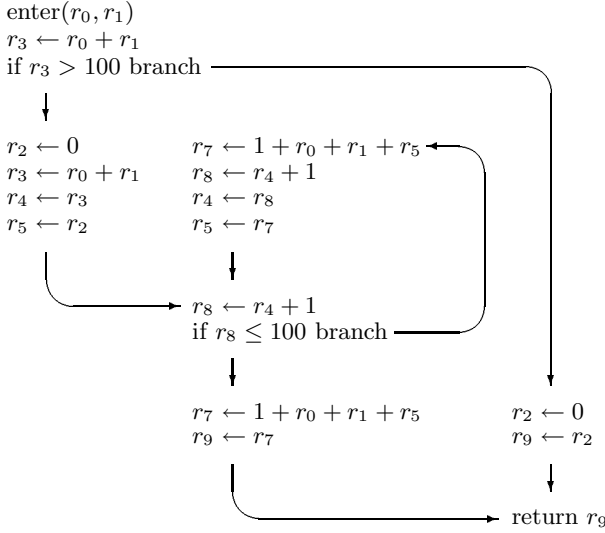 enter(r₀, r₁)
r₃ ← r₀ + r₁
if r₃ > 100 branch
r₂ ← 0
r₃ ← r₀ + r₁
r₄ ← r₃
r₅ ← r₂
r₇ ← 1 + r₀ + r₁ + r₅
r₈ ← r₄ + 1
r₄ ← r₈
r₅ ← r₇
r₈ ← r₄ + 1
if r₈ ≤ 100 branch
r₇ ← 1 + r₀ + r₁ + r₅
r₉ ← r₇
r₂ ← 0
r₉ ← r₂
return r₉